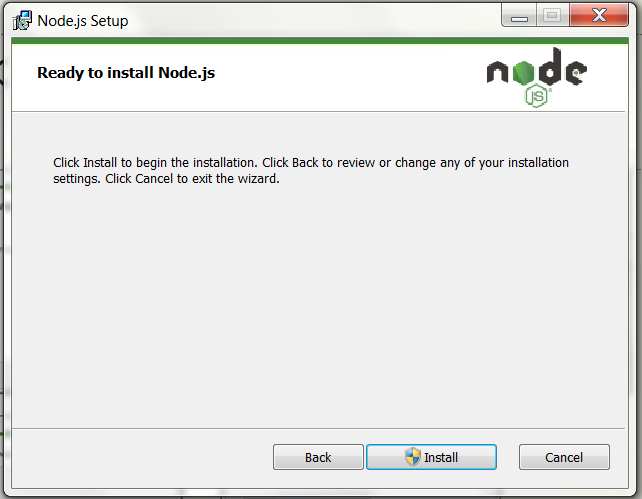 Node.js Setup
Ready to install Node.js
node
JS
Click Install to begin the installation. Click Back to review or change any of your installation
settings. Click Cancel to exit the wizard.
Back
Install
Cancel